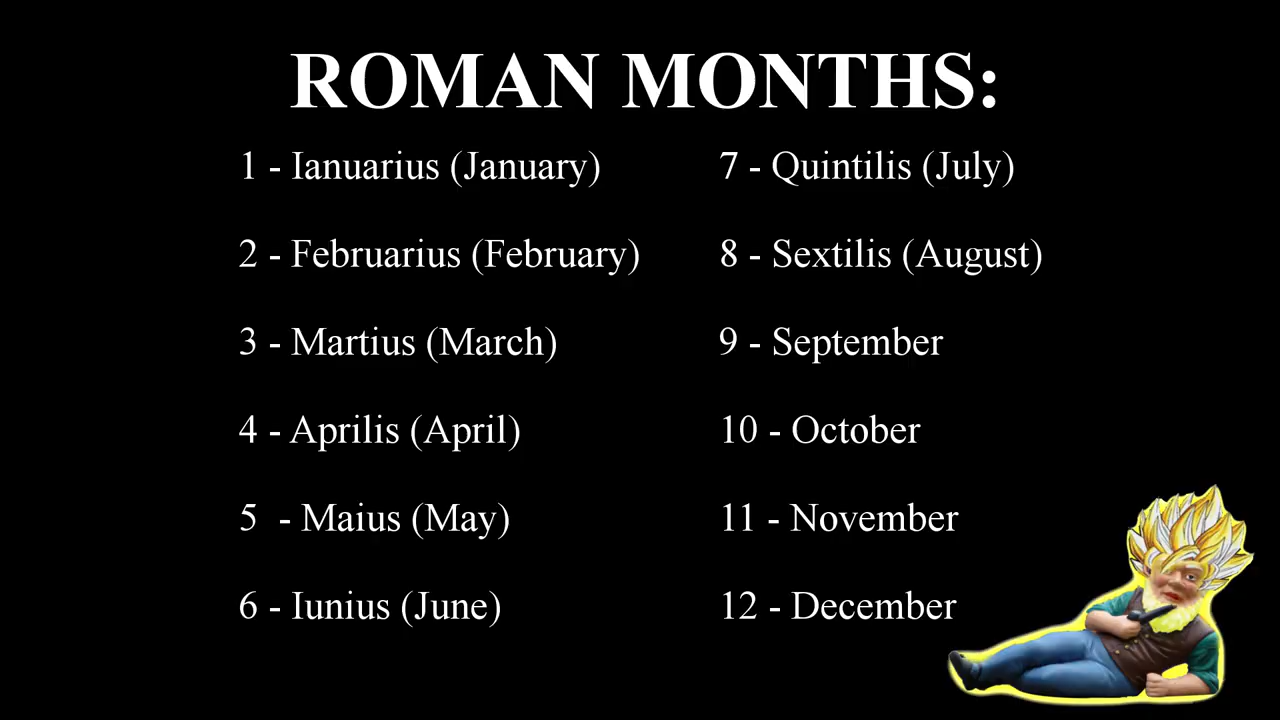 ROMAN MONTHS:
1 - Ianuarius (January)
2 - Februarius (February)
3 - Martius (March)
4 - Aprilis (April)
5  - Maius (May)
6 - Iunius (June)
7 - Quintilis (July)
8 - Sextilis (August)
9 - September
10 - October
11 - November
12 - December